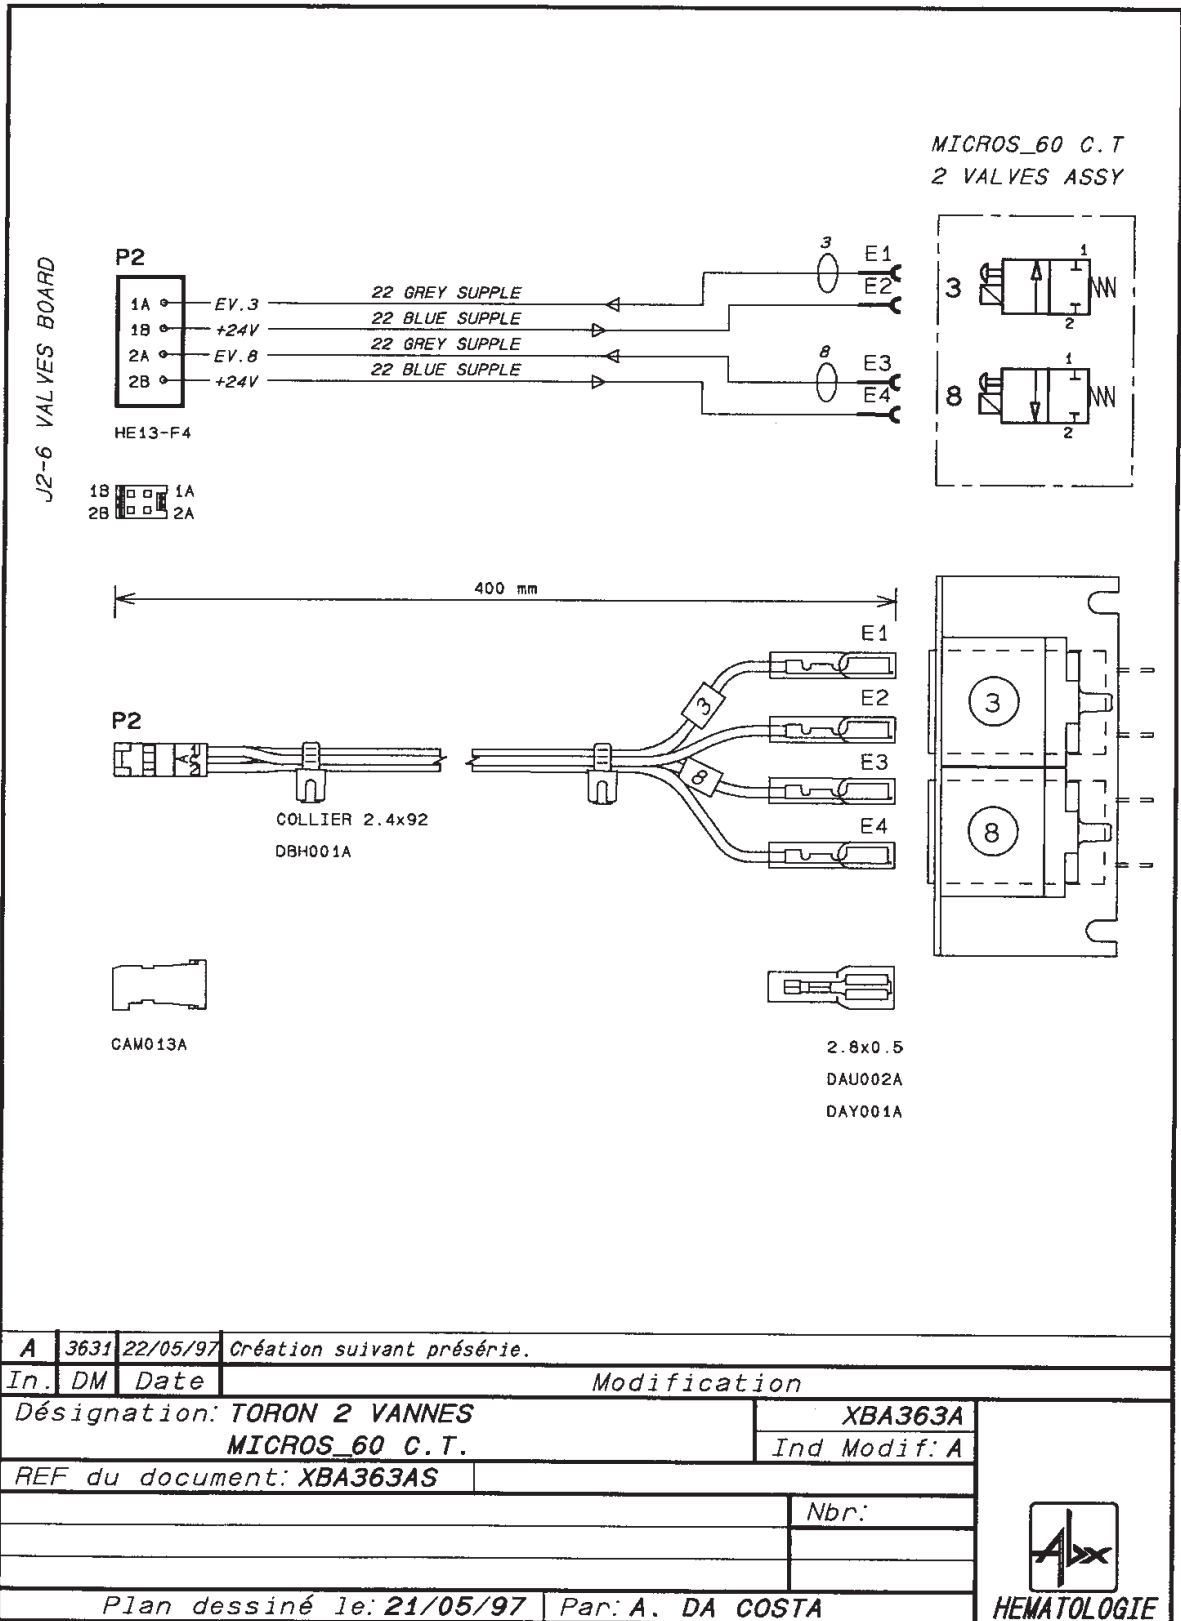 MICROS_60 C.T
2 VALVES ASSY
J2-6 VALVES BOARD
P2
1A EV.3 22 GREY SUPPLE 3 E1
1B +24V 22 BLUE SUPPLE E2
2A EV.8 22 GREY SUPPLE 8 E3
2B +24V 22 BLUE SUPPLE E4
HE13-F4
3 1 2
8 1 2
1B 1A
2B 2A
400 mm
P2
1
A
2
3
8
E1
E2
E3
E4
3
8
COLLIER 2.4x92
DBH001A
CAM013A
2.8x0.5
DAU002A
DAY001A
A 3631 22/05/97 Création suivant présérie.
In. DM Date Modification
Désignation: TORON 2 VANNES
MICROS_60 C.T.
XBA363A
Ind Modif: A
REF du document: XBA363AS
Nbr:
Plan dessiné le: 21/05/97 Par: A. DA COSTA
Abx
HEMATOLOGIE